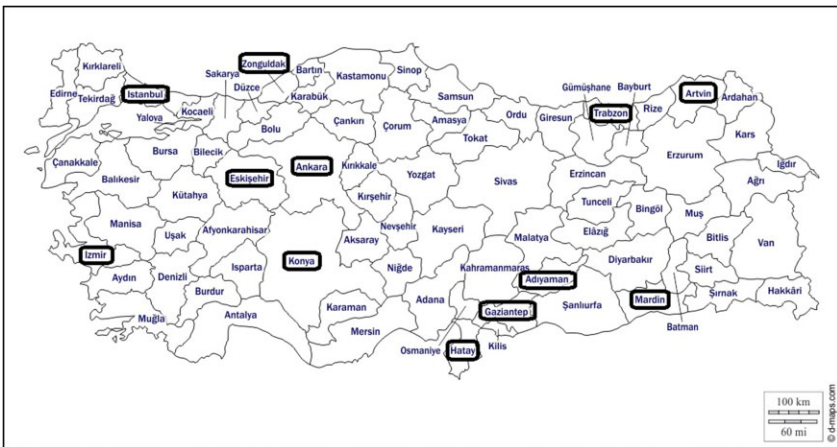 Kırklareli
Edirne
Tekirdağ
İstanbul
Yalova
Kocaeli
Sakarya
Düzce
Zonguldak
Bartın
Karabük
Kastamonu
Sinop
Samsun
Bolu
Çankırı
Çorum
Amasya
Tokat
Ordu
Giresun
Gümüşhane
Bayburt
Trabzon
Rize
Artvin
Ardahan
Kars
Iğdır
Ağrı
Erzurum
Erzincan
Çanakkale
Balıkesir
Bursa
Bilecik
Eskişehir
Kütahya
Ankara
Kırıkkale
Kırşehir
Yozgat
Sivas
Tunceli
Bingöl
Elâzığ
Muş
Bitlis
Van
Manisa
Uşak
Afyonkarahisar
İzmir
Aydın
Denizli
Isparta
Burdur
Konya
Aksaray
Nevşehir
Kayseri
Niğde
Malatya
Kahramanmaraş
Adıyaman
Diyarbakır
Siirt
Şırnak
Hakkâri
Mardin
Batman
Muğla
Antalya
Karaman
Mersin
Adana
Osmaniye
Hatay
Gaziantep
Kilis
Şanlıurfa
100 km
60 mi
© d-maps.com